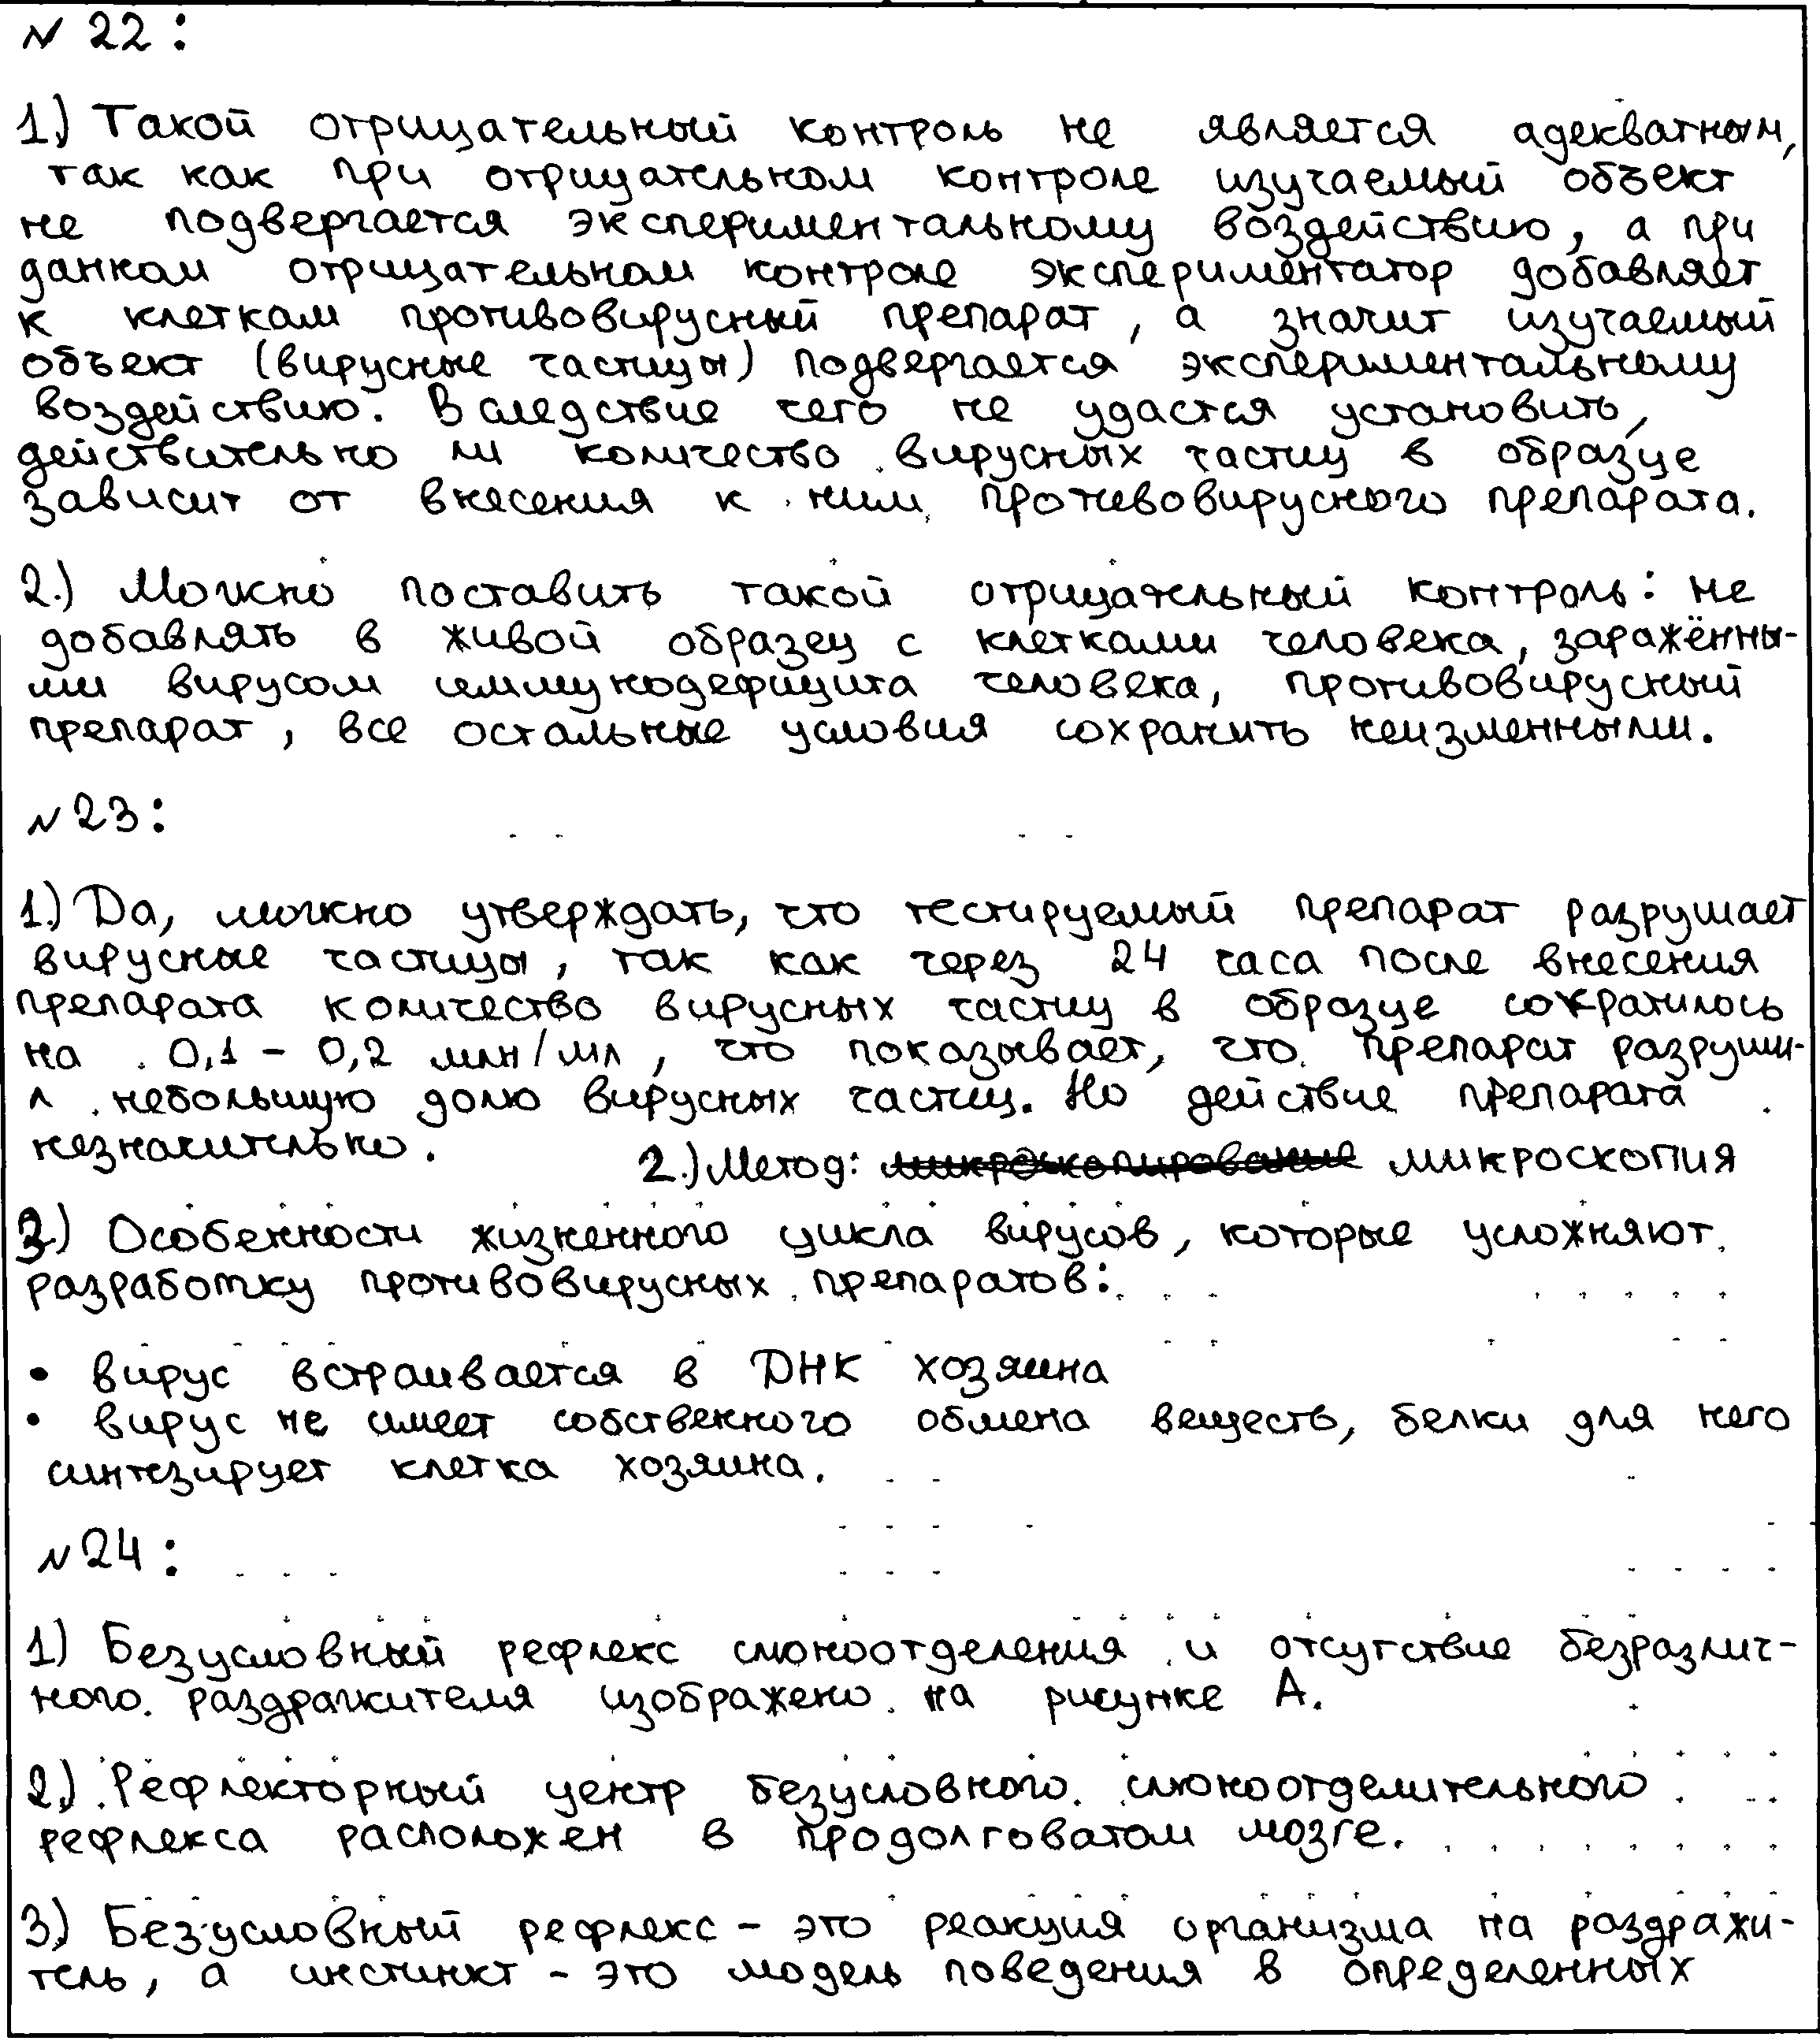 № 22:
1.) Такой отрицательный контроль не является адекватным,
так как при отрицательном контроле изучаемый объект
не подвергается экспериментальному воздействию, а при
данном отрицательном контроле экспериментатор добавляет
к клеткам противовирусный препарат, а значит изучаемый
объект (вирусные частицы) подвергается экспериментальному
воздействию. Вследствие чего не удастся установить,
действительно ли количество вирусных частиц в образце
зависит от внесения к ним противовирусного препарата.
2.) Можно поставить такой отрицательный контроль: не
добавлять в живой образец с клетками человека, заражённы-
ми вирусом иммунодефицита человека, противовирусный
препарат, все остальные условия сохранить неизменными.
№ 23:
1.) Да, можно утверждать, что тестируемый препарат разрушает
вирусные частицы, так как через 24 часа после внесения
препарата количество вирусных частиц в образце сократилось
на 0,1 - 0,2 млн/мл, что показывает, что препарат разруши-
л небольшую долю вирусных частиц. Но действие препарата
незначительно.
2.) Метод: микроскопирование микроскопия
3.) Особенности жизненного цикла вирусов, которые усложняют
разработку противовирусных препаратов:
• вирус встраивается в ДНК хозяина
• вирус не имеет собственного обмена веществ, белки для него
синтезирует клетка хозяина.
№ 24:
1) Безусловный рефлекс слюноотделения и отсутствие безразлич-
ного раздражителя изображено на рисунке А.
2.) Рефлекторный центр безусловного слюноотделительного
рефлекса расположен в продолговатом мозге.
3.) Безусловный рефлекс - это реакция организма на раздражи-
тель, а инстинкт - это модель поведения в определенных